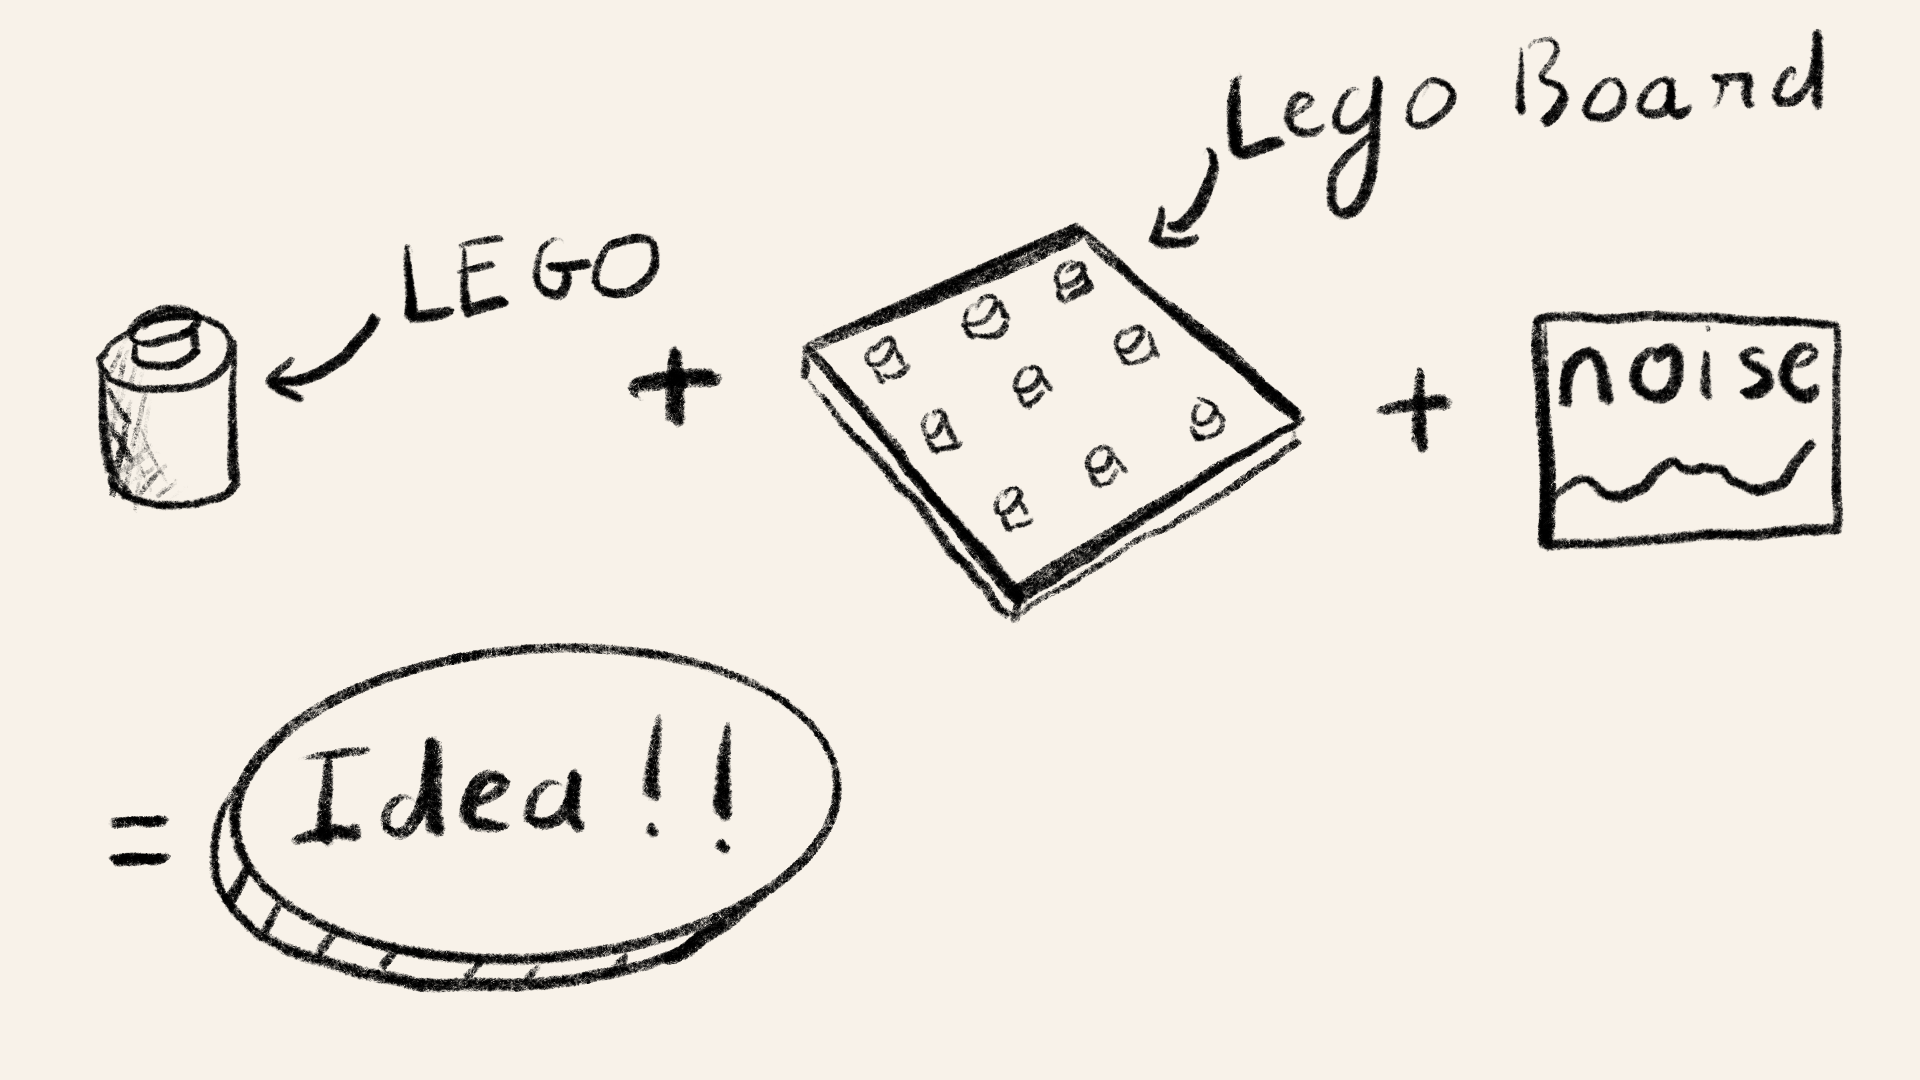 Lego Board
LEGO
+
+
noise
=
Idea!!